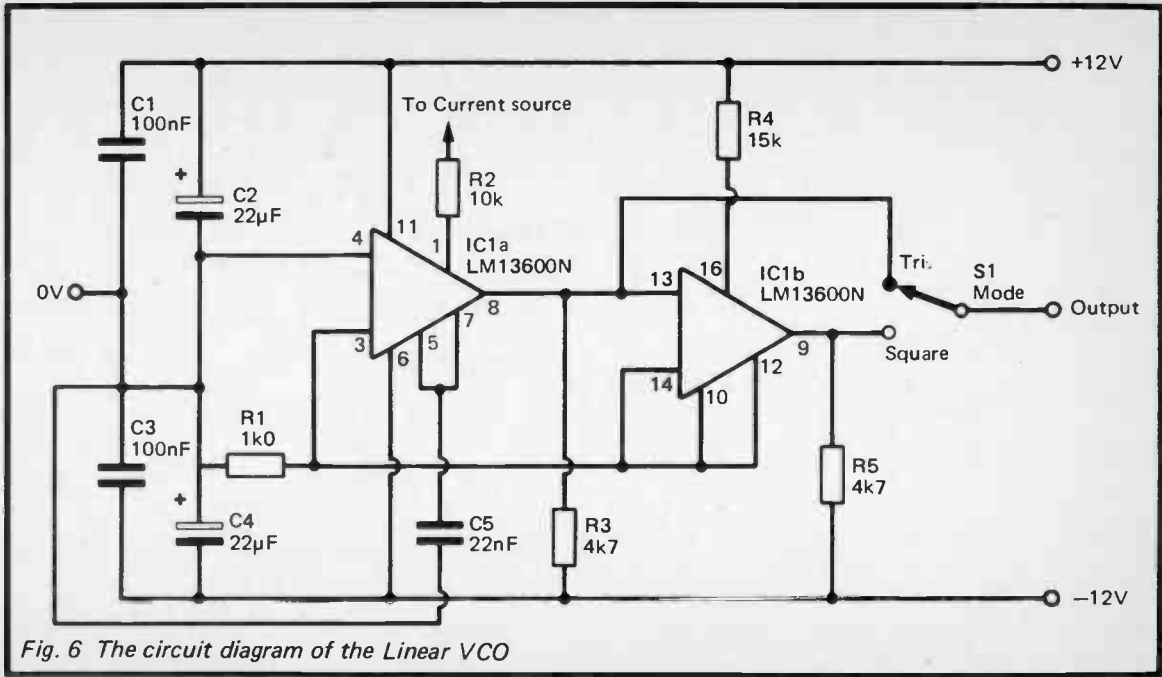 +12V
C1
100nF
To Current source
R4
15k
+
C2
22µF
R2
10k
4
11
1
IC1a
LM13600N
Tri.
S1
Mode
0V
13
16
IC1b
LM13600N
8
7
5
3
6
Output
9
Square
12
14
10
C3
100nF
R1
1k0
+
C4
22µF
C5
22nF
R3
4k7
R5
4k7
−12V
Fig. 6 The circuit diagram of the Linear VCO